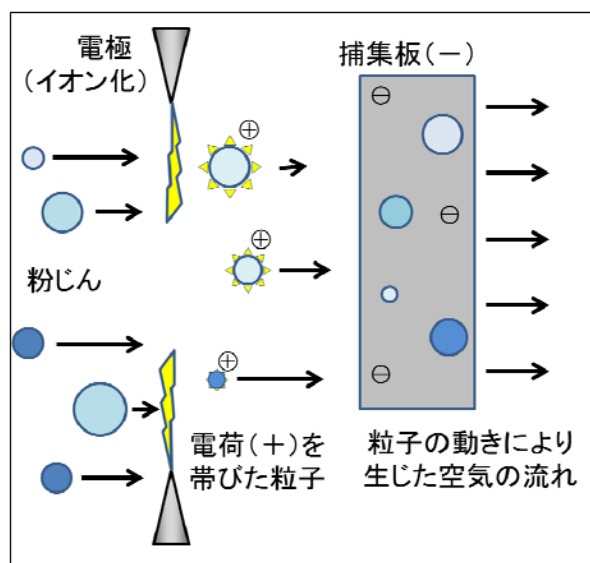 電極
(イオン化)
捕集板(－)
⊕
⊖
⊖
⊕
粉じん
⊕
⊖
電荷(＋)を
帯びた粒子
粒子の動きにより
生じた空気の流れ